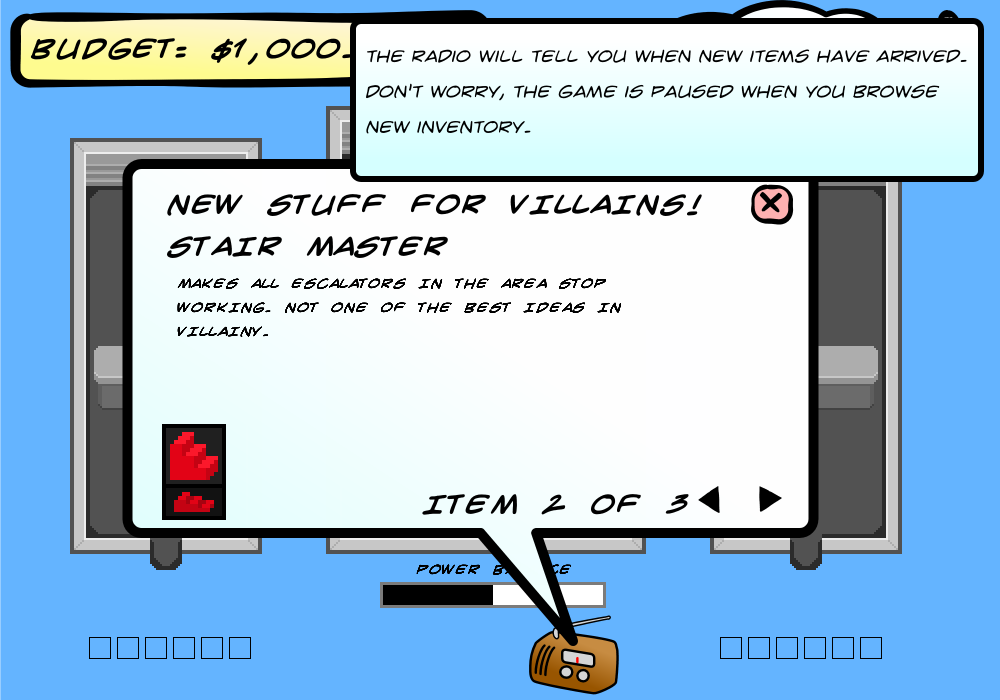 BUDGET: $1,000
THE RADIO WILL TELL YOU WHEN NEW ITEMS HAVE ARRIVED.
DON'T WORRY, THE GAME IS PAUSED WHEN YOU BROWSE
NEW INVENTORY.
NEW STUFF FOR VILLAINS!
STAIR MASTER
MAKES ALL ESCALATORS IN THE AREA STOP
WORKING. NOT ONE OF THE BEST IDEAS IN
VILLAINY.
ITEM 2 OF 3
POWER